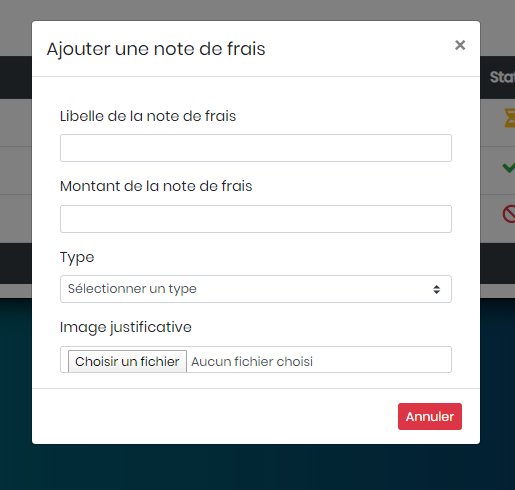 Ajouter une note de frais
×
Libelle de la note de frais
Montant de la note de frais
Type
Sélectionner un type
Image justificative
Choisir un fichier Aucun fichier choisi
Annuler